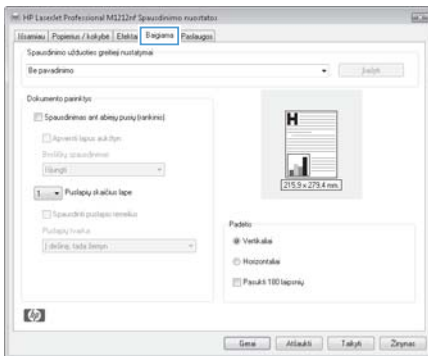 HP LaserJet Professional M1212nf Spausdinimo nuostatos
Išsamiau Popierius / kokybė Efektai Baigiama Paslaugos
Spausdinimo užduoties greitieji nustatymai
Be pavadinimo
Įrašyti
Dokumento parinktys
Spausdinimas ant abiejų pusių (rankinis)
Apversti lapus aukštyn
Brošiūrų spausdinimas
Išjungti
1 Puslapių skaičius lape
Spausdinti puslapio rėmelius
Puslapių tvarka
Į dešinę, tada žemyn
H
215,9 × 279,4 mm.
Padėtis
Vertikaliai
Horizontaliai
Pasukti 180 laipsnių
hp
Gerai Atšaukti Taikyti Žinynas